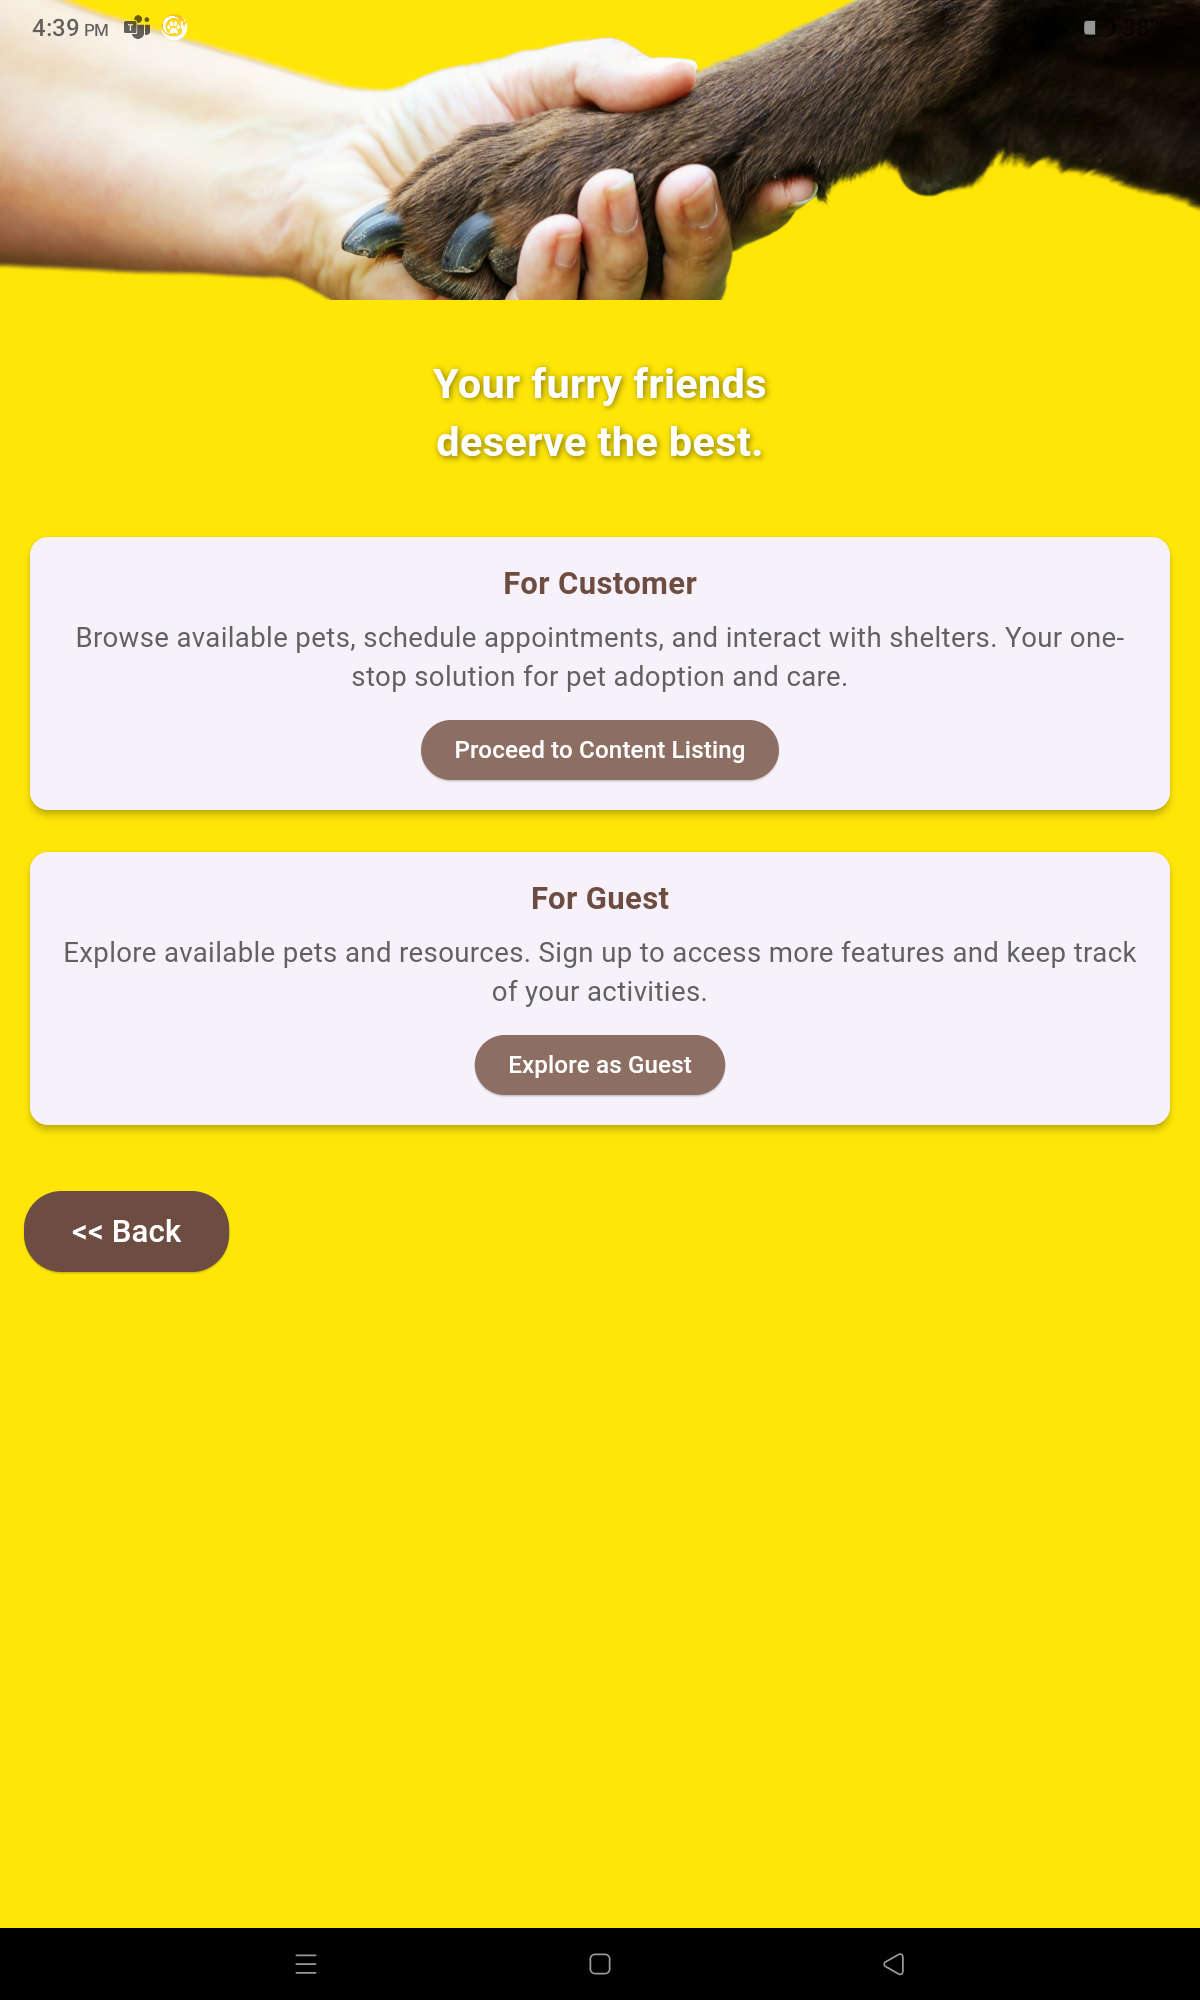 4:39 PM
38
Your furry friends
deserve the best.
For Customer
Browse available pets, schedule appointments, and interact with shelters. Your one-
stop solution for pet adoption and care.
Proceed to Content Listing
For Guest
Explore available pets and resources. Sign up to access more features and keep track
of your activities.
Explore as Guest
<< Back